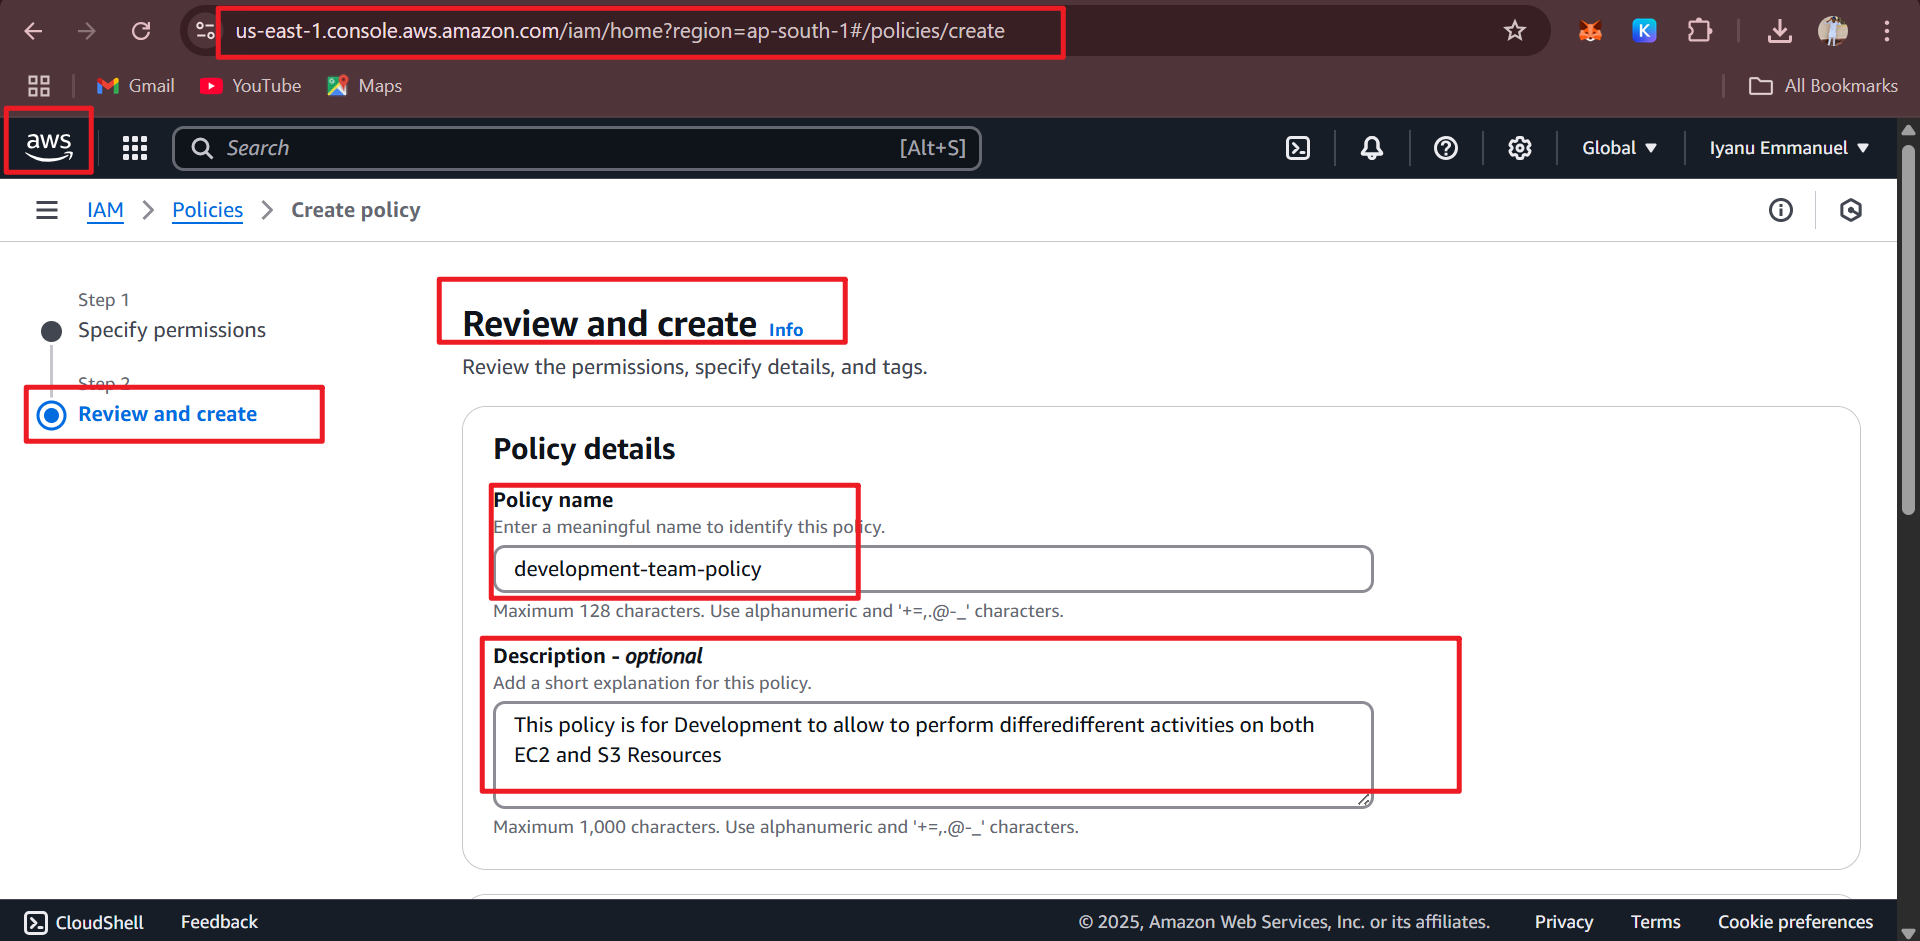 us-east-1.console.aws.amazon.com/iam/home?region=ap-south-1#/policies/create
K
Gmail
YouTube
Maps
All Bookmarks
aws
Search
[Alt+S]
Global
Iyanu Emmanuel
IAM
Policies
Create policy
Step 1
Specify permissions
Step 2
Review and create
Review and create Info
Review the permissions, specify details, and tags.
Policy details
Policy name
Enter a meaningful name to identify this policy.
development-team-policy
Maximum 128 characters. Use alphanumeric and '+=,.@-_' characters.
Description - optional
Add a short explanation for this policy.
This policy is for Development to allow to perform differedifferent activities on both
EC2 and S3 Resources
Maximum 1,000 characters. Use alphanumeric and '+=,.@-_' characters.
CloudShell
Feedback
© 2025, Amazon Web Services, Inc. or its affiliates.
Privacy
Terms
Cookie preferences